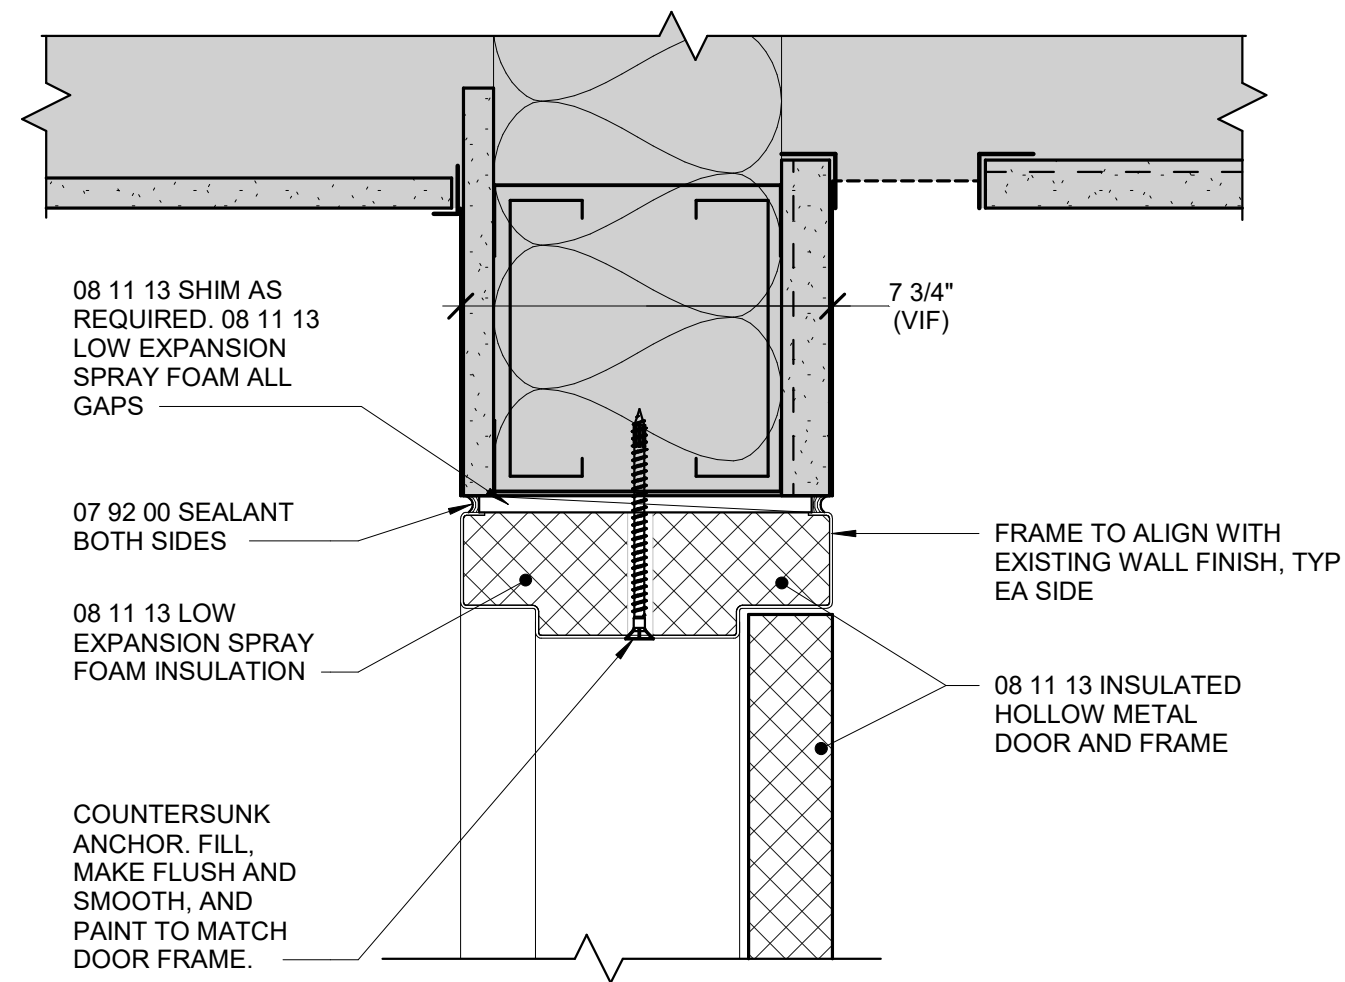 08 11 13 SHIM AS
REQUIRED. 08 11 13
LOW EXPANSION
SPRAY FOAM ALL
GAPS
7 3/4"
(VIF)
07 92 00 SEALANT
BOTH SIDES
FRAME TO ALIGN WITH
EXISTING WALL FINISH, TYP
EA SIDE
08 11 13 LOW
EXPANSION SPRAY
FOAM INSULATION
08 11 13 INSULATED
HOLLOW METAL
DOOR AND FRAME
COUNTERSUNK
ANCHOR. FILL,
MAKE FLUSH AND
SMOOTH, AND
PAINT TO MATCH
DOOR FRAME.